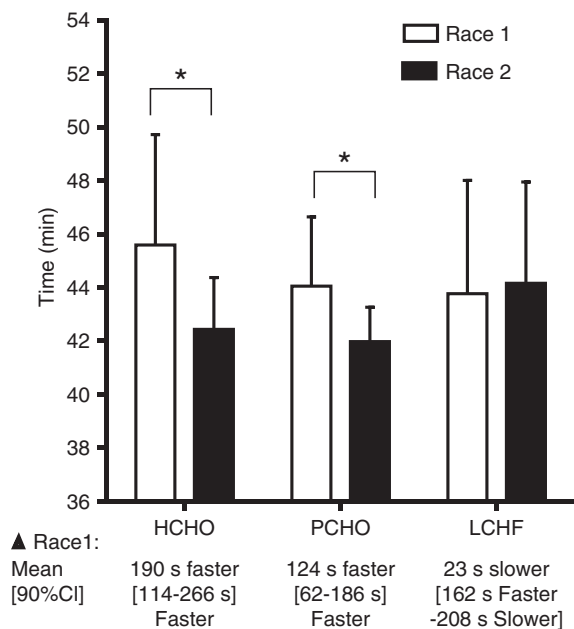 54
52
50
48
46
44
42
40
38
36
Time (min)
Race 1
Race 2
*
*
HCHO PCHO LCHF
▲ Race1:
Mean 190 s faster 124 s faster 23 s slower
[90%CI] [114-266 s] [62-186 s] [162 s Faster
Faster Faster -208 s Slower]